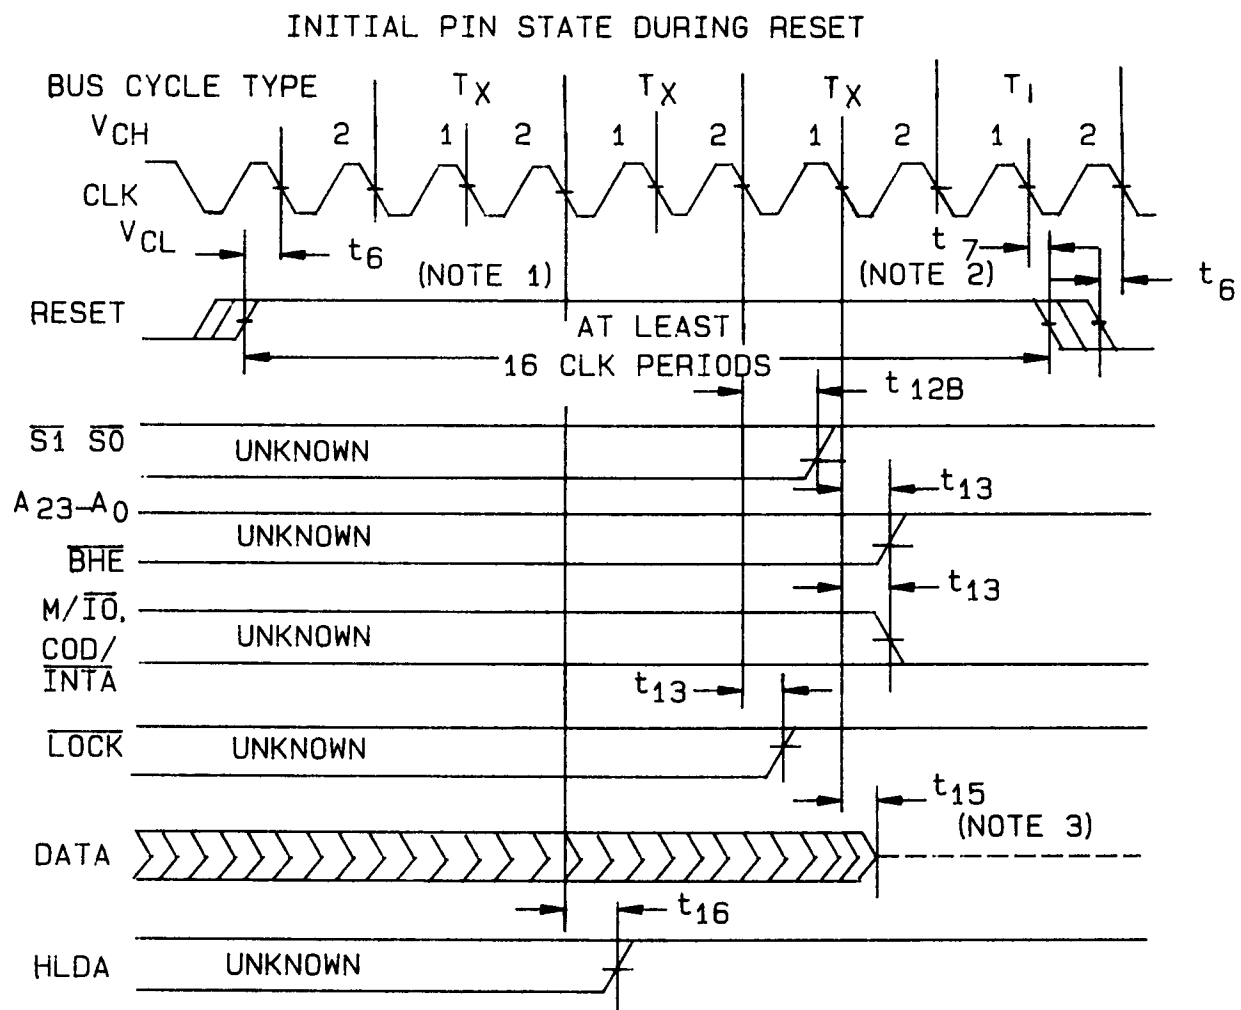 INITIAL PIN STATE DURING RESET
BUS CYCLE TYPE TX TX TX TI
VCH 2 1 2 1 2 1 2 1 2
CLK
VCL t6 t7
(NOTE 1) (NOTE 2) t6
RESET AT LEAST
16 CLK PERIODS
t12B
S1 S0 UNKNOWN
t13
A23-A0 UNKNOWN
BHE
t13
M/IO, UNKNOWN
COD/
INTA
t13
LOCK UNKNOWN
t15
(NOTE 3)
DATA
t16
HLDA UNKNOWN